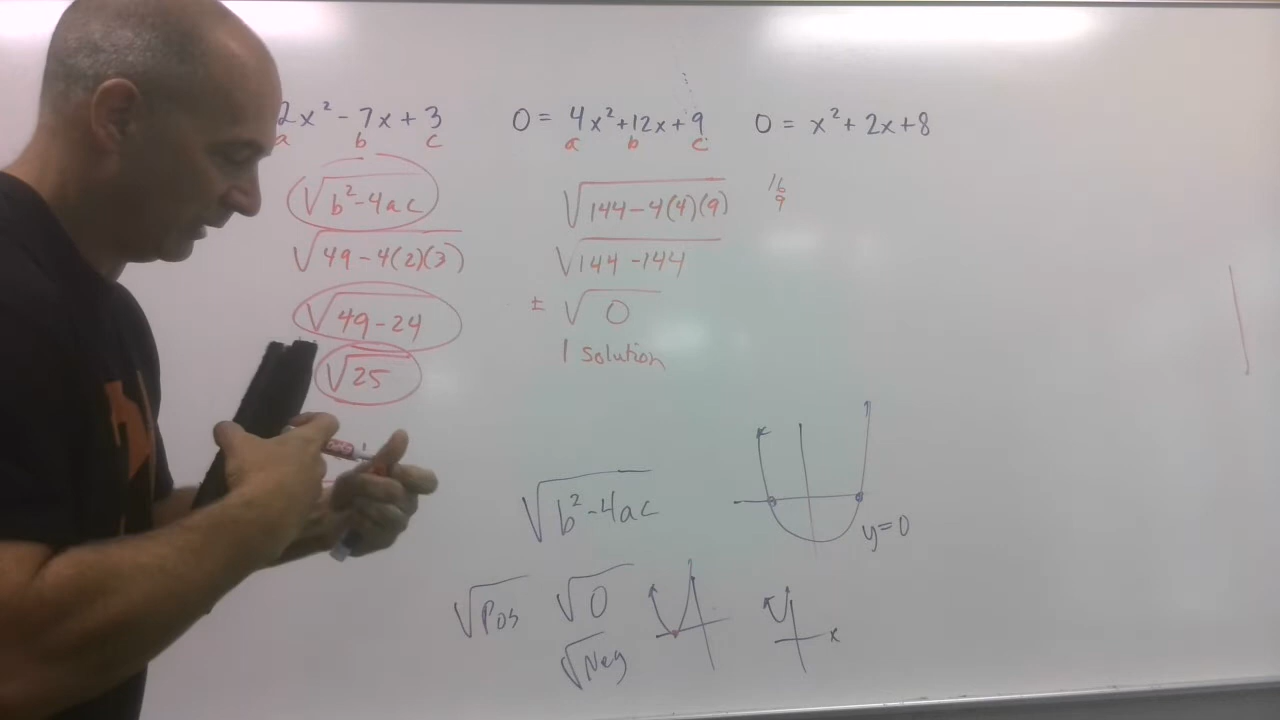 2x² - 7x + 3
a b c
√b²-4ac
√49-4(2)(3)
√49-24
√25
0 = 4x²+12x+9
a b c
√144-4(4)(9)
√144-144
± √0
1 solution
0 = x²+2x+8
16
9
√b²-4ac
y=0
√Pos √0
√Neg
x